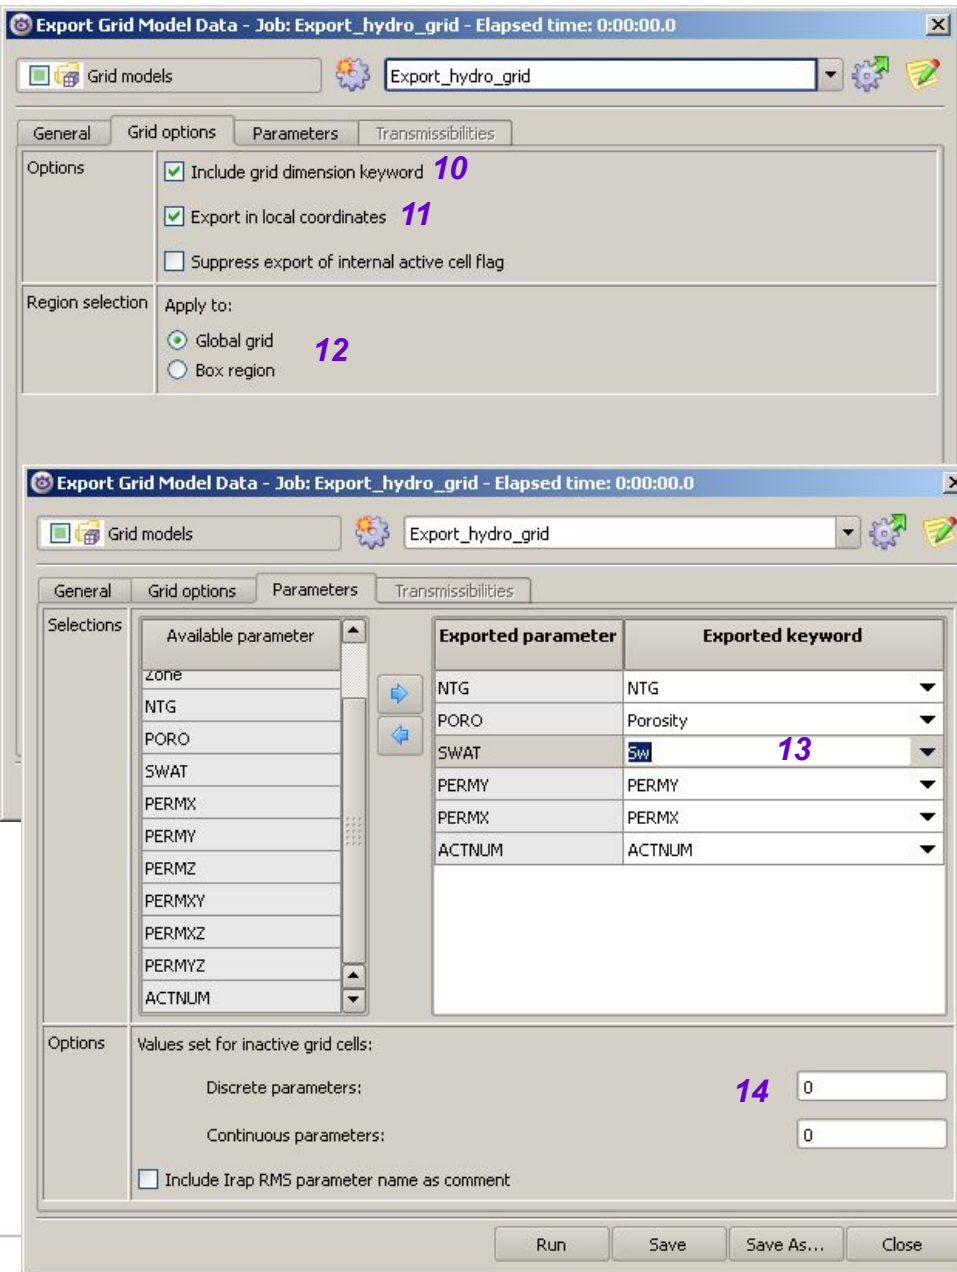 Export Grid Model Data - Job: Export_hydro_grid - Elapsed time: 0:00:00.0
Grid models
Export_hydro_grid
General Grid options Parameters Transmissibilities
Options
Include grid dimension keyword 10
Export in local coordinates 11
Suppress export of internal active cell flag
Region selection
Apply to:
Global grid
12
Box region
Export Grid Model Data - Job: Export_hydro_grid - Elapsed time: 0:00:00.0
Grid models
Export_hydro_grid
General Grid options Parameters Transmissibilities
Selections
Available parameter
Zone
NTG
PORO
SWAT
PERMX
PERMY
PERMZ
PERMXY
PERMXZ
PERMYZ
ACTNUM
Exported parameter Exported keyword
NTG NTG
PORO Porosity
SWAT Sw 13
PERMY PERMY
PERMX PERMX
ACTNUM ACTNUM
Options
Values set for inactive grid cells:
Discrete parameters: 14 0
Continuous parameters: 0
Include Irap RMS parameter name as comment
Run Save Save As... Close